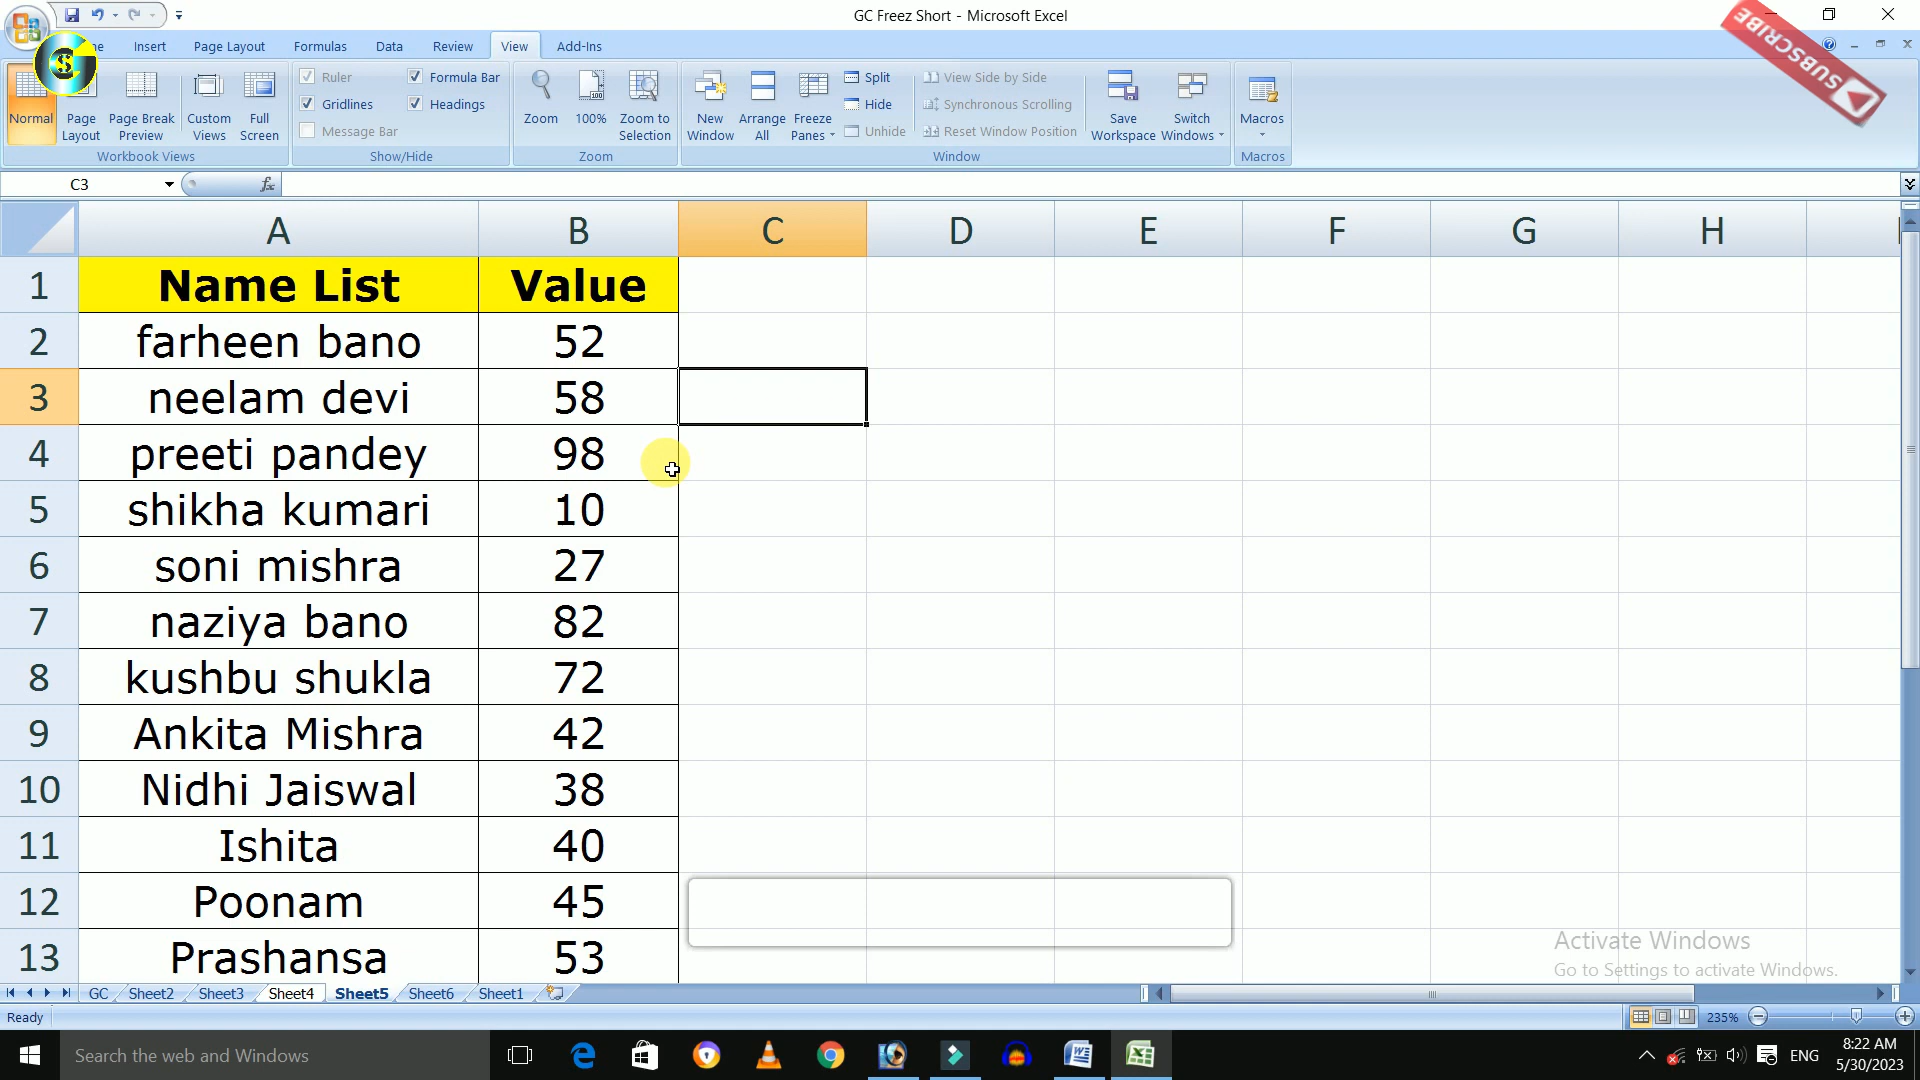 GC Freez Short - Microsoft Excel
SUBSCRIBE
Insert Page Layout Formulas Data Review View Add-Ins
Normal Page Layout Page Break Preview Custom Views Full Screen
Workbook Views
Ruler Formula Bar
Gridlines Headings
Message Bar
Show/Hide
Zoom 100% Zoom to Selection
Zoom
New Window Arrange All Freeze Panes
Split
Hide
Unhide
View Side by Side
Synchronous Scrolling
Reset Window Position
Save Workspace Switch Windows
Window
Macros
Macros
C3 fx
A B C D E F G H
1 Name List Value
2 farheen bano 52
3 neelam devi 58
4 preeti pandey 98
5 shikha kumari 10
6 soni mishra 27
7 naziya bano 82
8 kushbu shukla 72
9 Ankita Mishra 42
10 Nidhi Jaiswal 38
11 Ishita 40
12 Poonam 45
13 Prashansa 53
Activate Windows
Go to Settings to activate Windows.
GC Sheet2 Sheet3 Sheet4 Sheet5 Sheet6 Sheet1
Ready 235%
Search the web and Windows
ENG
8:22 AM
5/30/2023